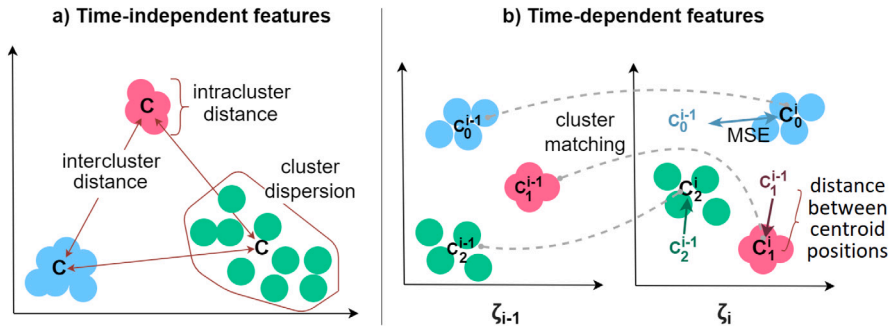 a) Time-independent features
C
intracluster
distance
intercluster
distance
cluster
dispersion
C
C
b) Time-dependent features
C₀ⁱ⁻¹
cluster
matching
C₁ⁱ⁻¹
C₂ⁱ⁻¹
ζᵢ₋₁
C₀ⁱ⁻¹
C₀ⁱ
MSE
C₂ⁱ
C₁ⁱ⁻¹
distance
between
centroid
positions
C₂ⁱ⁻¹
C₁ⁱ
ζᵢ